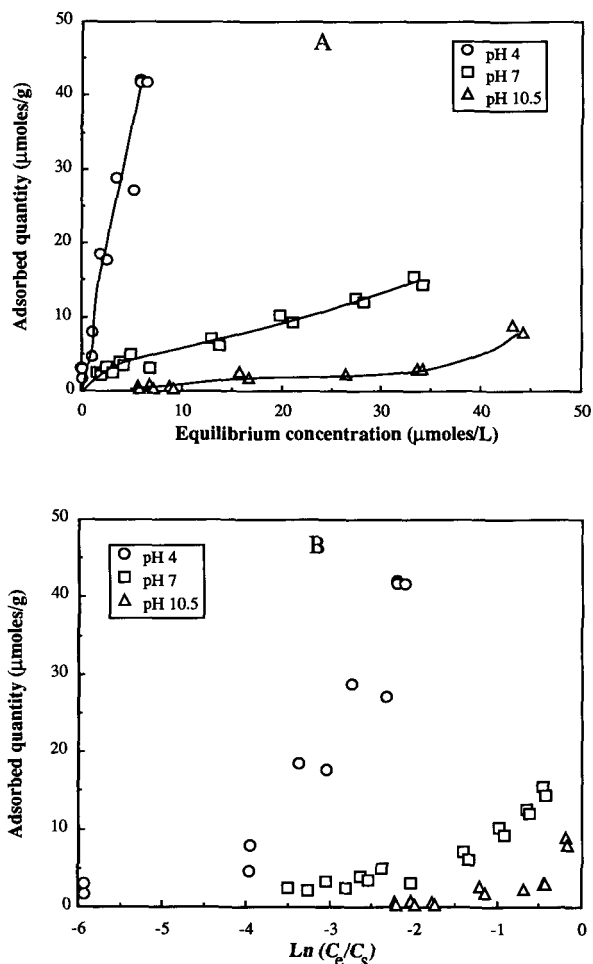 A
pH 4
pH 7
pH 10.5
50
40
30
20
10
0
Adsorbed quantity (μmoles/g)
0
10
20
30
40
50
Equilibrium concentration (μmoles/L)
B
pH 4
pH 7
pH 10.5
50
40
30
20
10
0
Adsorbed quantity (μmoles/g)
-6
-5
-4
-3
-2
-1
0
Ln (Ce/Cs)